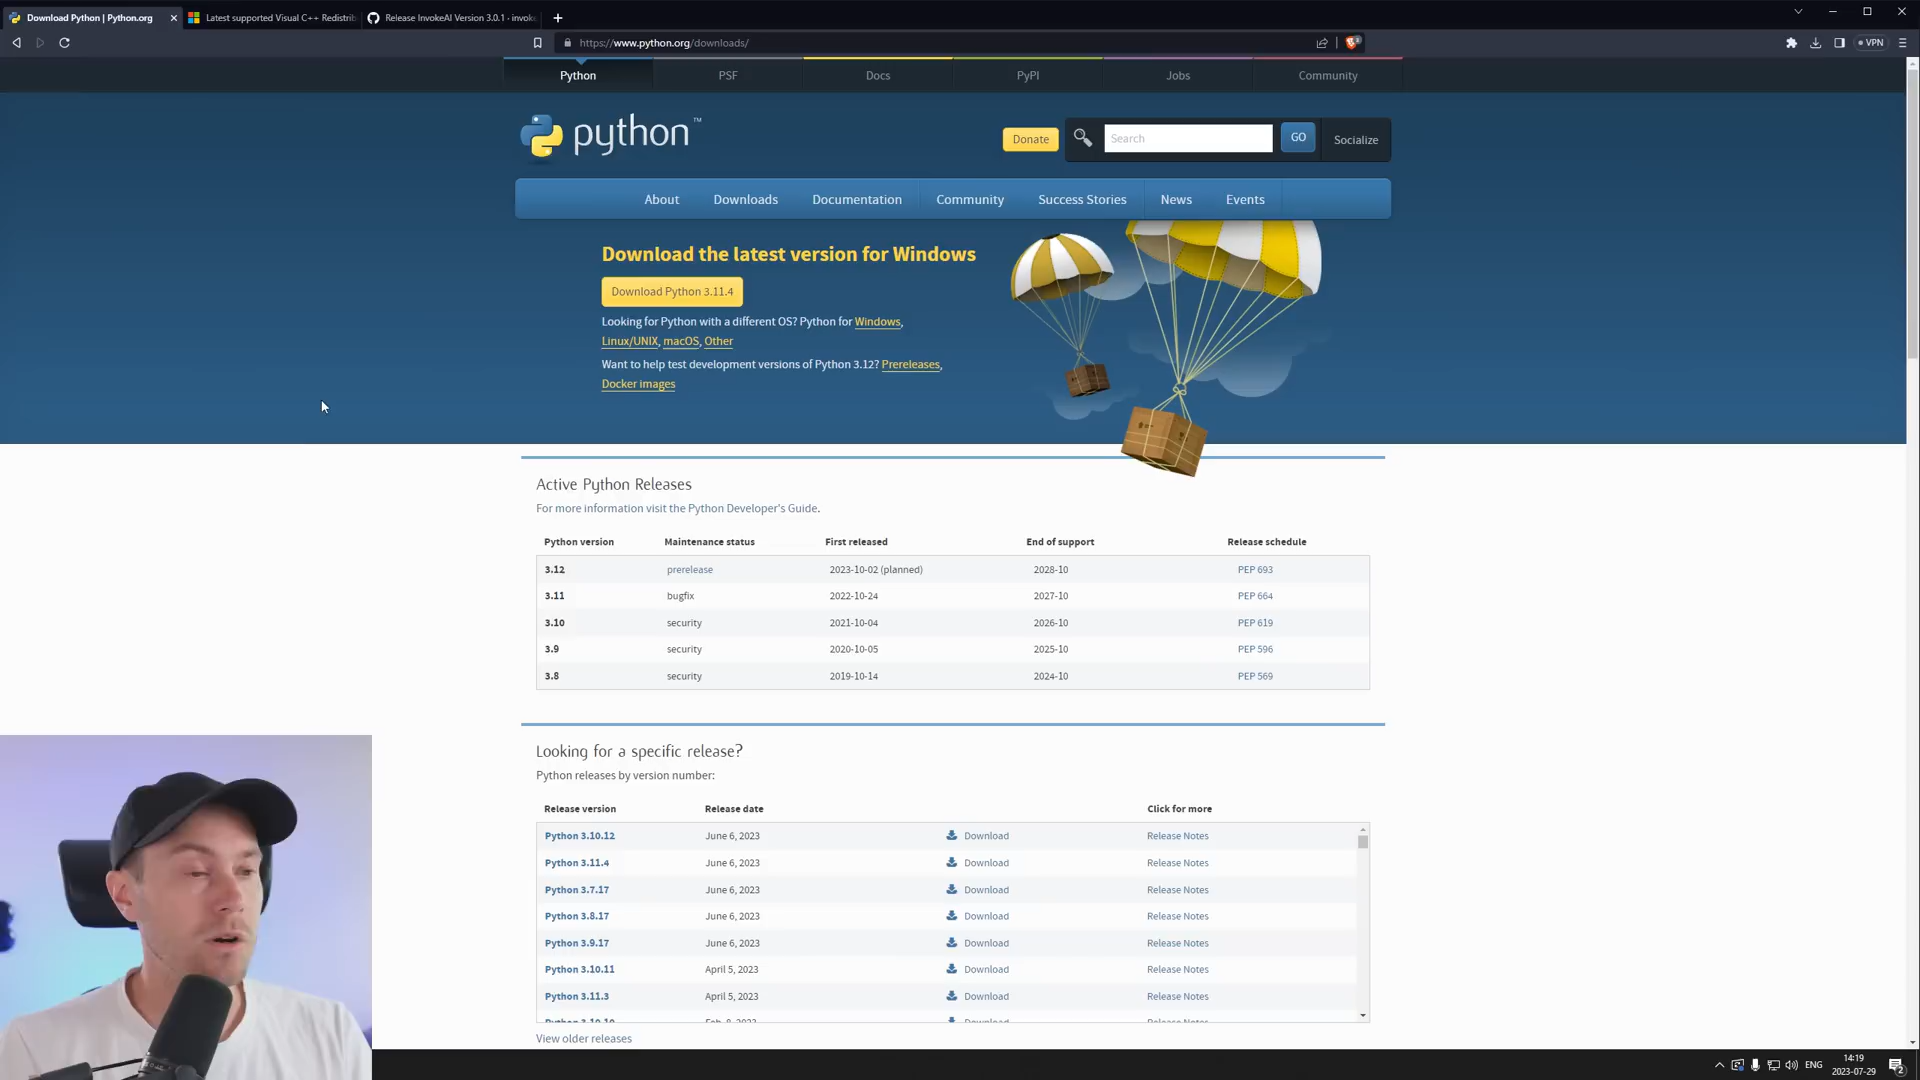 Download Python | Python.org
Latest supported Visual C++ Redistrib
Release InvokeAI Version 3.0.1 · invoke
https://www.python.org/downloads/
VPN
Python
PSF
Docs
PyPI
Jobs
Community
python™
Donate
Search
GO
Socialize
About
Downloads
Documentation
Community
Success Stories
News
Events
Download the latest version for Windows
Download Python 3.11.4
Looking for Python with a different OS? Python for Windows,
Linux/UNIX, macOS, Other
Want to help test development versions of Python 3.12? Prereleases,
Docker images
Active Python Releases
For more information visit the Python Developer's Guide.
Python version Maintenance status First released End of support Release schedule
3.12 prerelease 2023-10-02 (planned) 2028-10 PEP 693
3.11 bugfix 2022-10-24 2027-10 PEP 664
3.10 security 2021-10-04 2026-10 PEP 619
3.9 security 2020-10-05 2025-10 PEP 596
3.8 security 2019-10-14 2024-10 PEP 569
Looking for a specific release?
Python releases by version number:
Release version Release date Click for more
Python 3.10.12 June 6, 2023 Download Release Notes
Python 3.11.4 June 6, 2023 Download Release Notes
Python 3.7.17 June 6, 2023 Download Release Notes
Python 3.8.17 June 6, 2023 Download Release Notes
Python 3.9.17 June 6, 2023 Download Release Notes
Python 3.10.11 April 5, 2023 Download Release Notes
Python 3.11.3 April 5, 2023 Download Release Notes
Python 3.10.10 Feb. 8, 2023 Download Release Notes
View older releases
ENG
14:19
2023-07-29
2